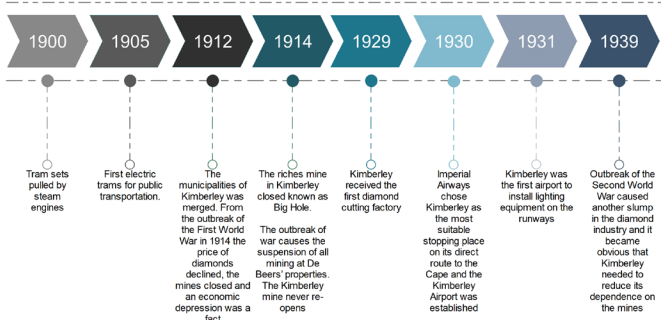 1900
1905
1912
1914
1929
1930
1931
1939
Tram sets
pulled by
steam
engines
First electric
trams for public
transportation.
The
municipalities of
Kimberley was
merged. From
the outbreak of
the First World
War in 1914 the
price of
diamonds
declined, the
mines closed and
an economic
depression was a
fact
The riches mine
in Kimberley
closed known as
Big Hole.
The outbreak of
war causes the
suspension of all
mining at De
Beers' properties.
The Kimberley
mine never re-
opens
Kimberley
received the
first diamond
cutting factory
Imperial
Airways
chose
Kimberley as
the most
suitable
stopping place
on its direct
route to the
Cape and the
Kimberley
Airport was
established
Kimberley was
the first airport to
install lighting
equipment on the
runways
Outbreak of the
Second World
War caused
another slump
in the diamond
industry and it
became
obvious that
Kimberley
needed to
reduce its
dependence on
the mines